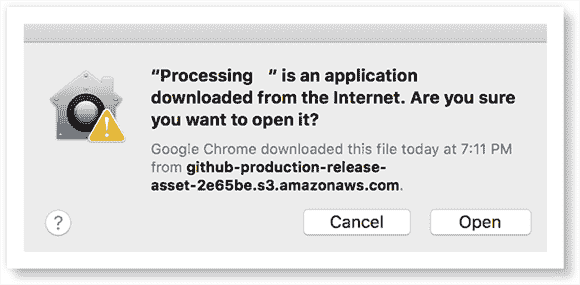 “Processing ” is an application
downloaded from the Internet. Are you sure
you want to open it?
Google Chrome downloaded this file today at 7:11 PM
from github-production-release-
asset-2e65be.s3.amazonaws.com.
?
Cancel
Open